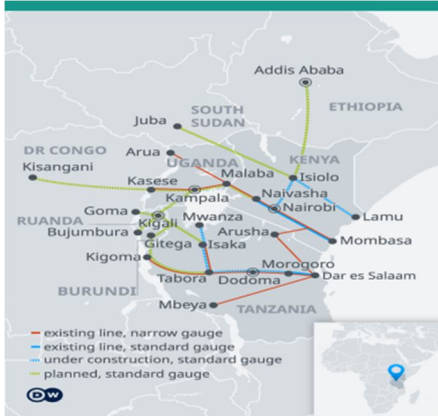 Addis Ababa
ETHIOPIA
SOUTH
SUDAN
Juba
DR CONGO
Kisangani
Arua
UGANDA
KENYA
Isiolo
Malaba
Kasese
Kampala
Naivasha
Nairobi
Lamu
Goma
RUANDA
Kigali
Mwanza
Bujumbura
Gitega
Isaka
Arusha
Mombasa
Kigoma
Morogoro
Dar es Salaam
BURUNDI
Tabora
Dodoma
Mbeya
TANZANIA
existing line, narrow gauge
existing line, standard gauge
under construction, standard gauge
planned, standard gauge
DW